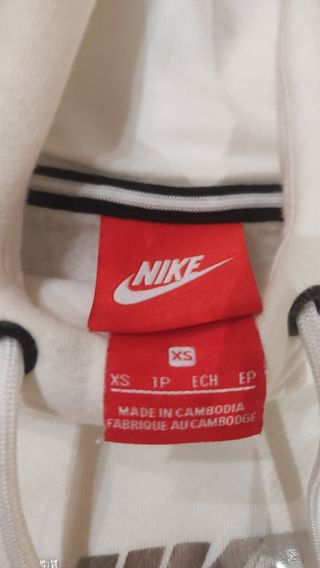 NIKE
XS
XS 1P ECH EP
MADE IN CAMBODIA
FABRIQUE AU CAMBODGE